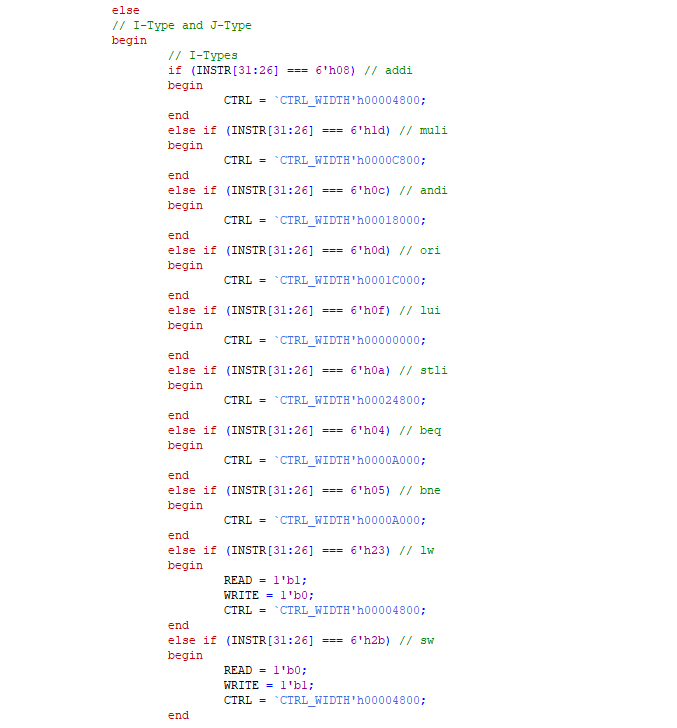 else
// I-Type and J-Type
begin
// I-Types
if (INSTR[31:26] === 6'h08) // addi
begin
CTRL = `CTRL_WIDTH'h00004800;
end
else if (INSTR[31:26] === 6'h1d) // muli
begin
CTRL = `CTRL_WIDTH'h0000C800;
end
else if (INSTR[31:26] === 6'h0c) // andi
begin
CTRL = `CTRL_WIDTH'h00018000;
end
else if (INSTR[31:26] === 6'h0d) // ori
begin
CTRL = `CTRL_WIDTH'h0001C000;
end
else if (INSTR[31:26] === 6'h0f) // lui
begin
CTRL = `CTRL_WIDTH'h00000000;
end
else if (INSTR[31:26] === 6'h0a) // stli
begin
CTRL = `CTRL_WIDTH'h00024800;
end
else if (INSTR[31:26] === 6'h04) // beq
begin
CTRL = `CTRL_WIDTH'h0000A000;
end
else if (INSTR[31:26] === 6'h05) // bne
begin
CTRL = `CTRL_WIDTH'h0000A000;
end
else if (INSTR[31:26] === 6'h23) // lw
begin
READ = 1'b1;
WRITE = 1'b0;
CTRL = `CTRL_WIDTH'h00004800;
end
else if (INSTR[31:26] === 6'h2b) // sw
begin
READ = 1'b0;
WRITE = 1'b1;
CTRL = `CTRL_WIDTH'h00004800;
end